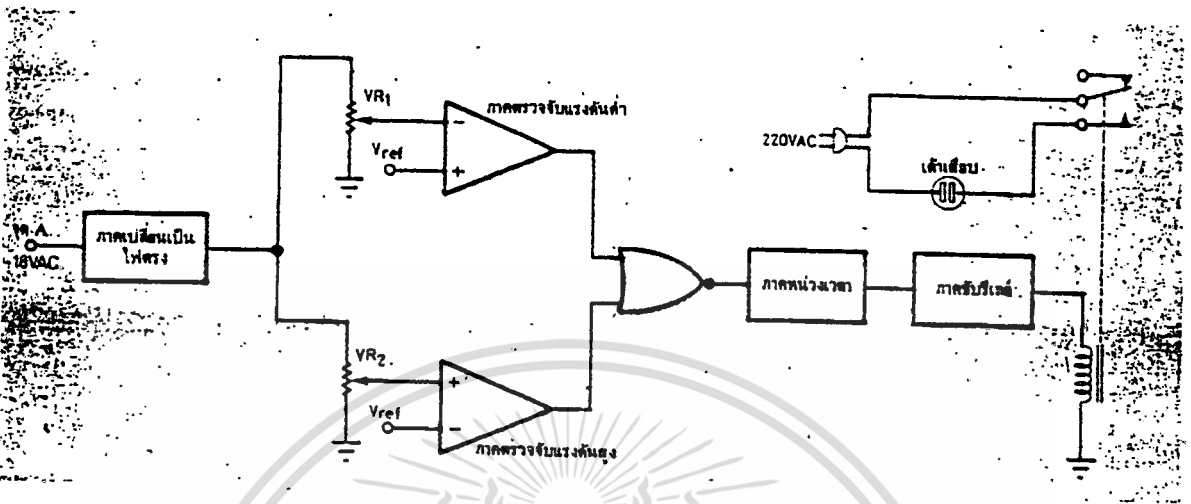 VR1
ภาคตรวจจับแรงดันต่ำ
Vref
220VAC
เต้าเสียบ
A
18VAC
ภาคเปลี่ยนเป็น
ไฟตรง
ภาคหน่วงเวลา
ภาคขับรีเลย์
VR2
Vref
ภาคตรวจจับแรงดันสูง